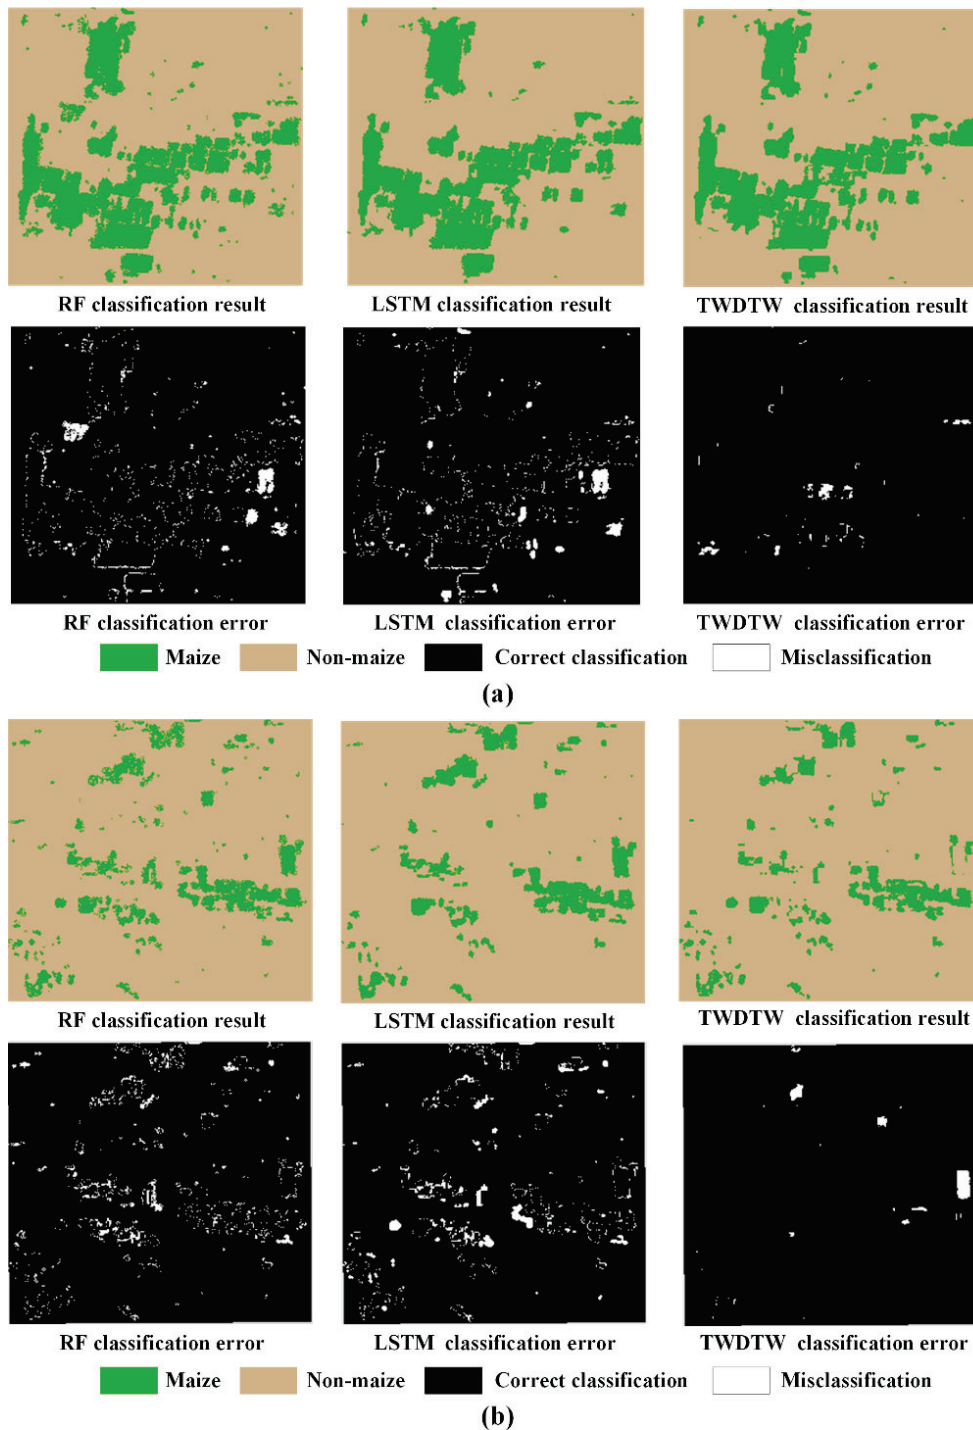 RF classification result LSTM classification result TWDTW classification result
RF classification error LSTM classification error TWDTW classification error
Maize Non-maize Correct classification Misclassification
(a)
RF classification result LSTM classification result TWDTW classification result
RF classification error LSTM classification error TWDTW classification error
Maize Non-maize Correct classification Misclassification
(b)